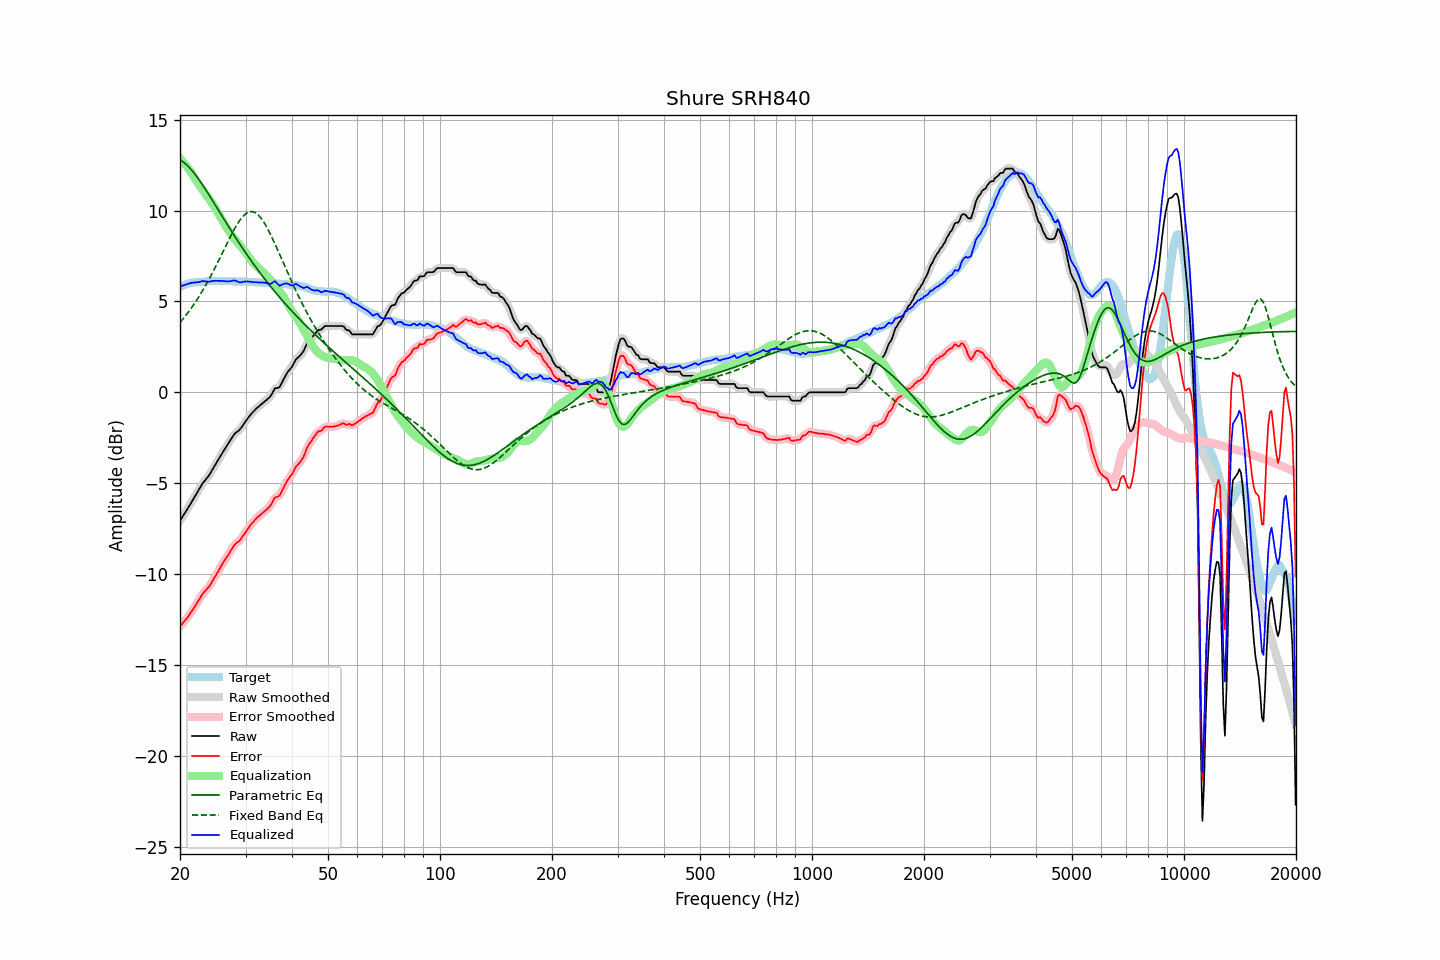 Shure SRH840
Amplitude (dBr)
15
10
5
0
−5
−10
−15
−20
−25
Target
Raw Smoothed
Error Smoothed
Raw
Error
Equalization
Parametric Eq
Fixed Band Eq
Equalized
20 50 100 200 500 1000 2000 5000 10000 20000
Frequency (Hz)